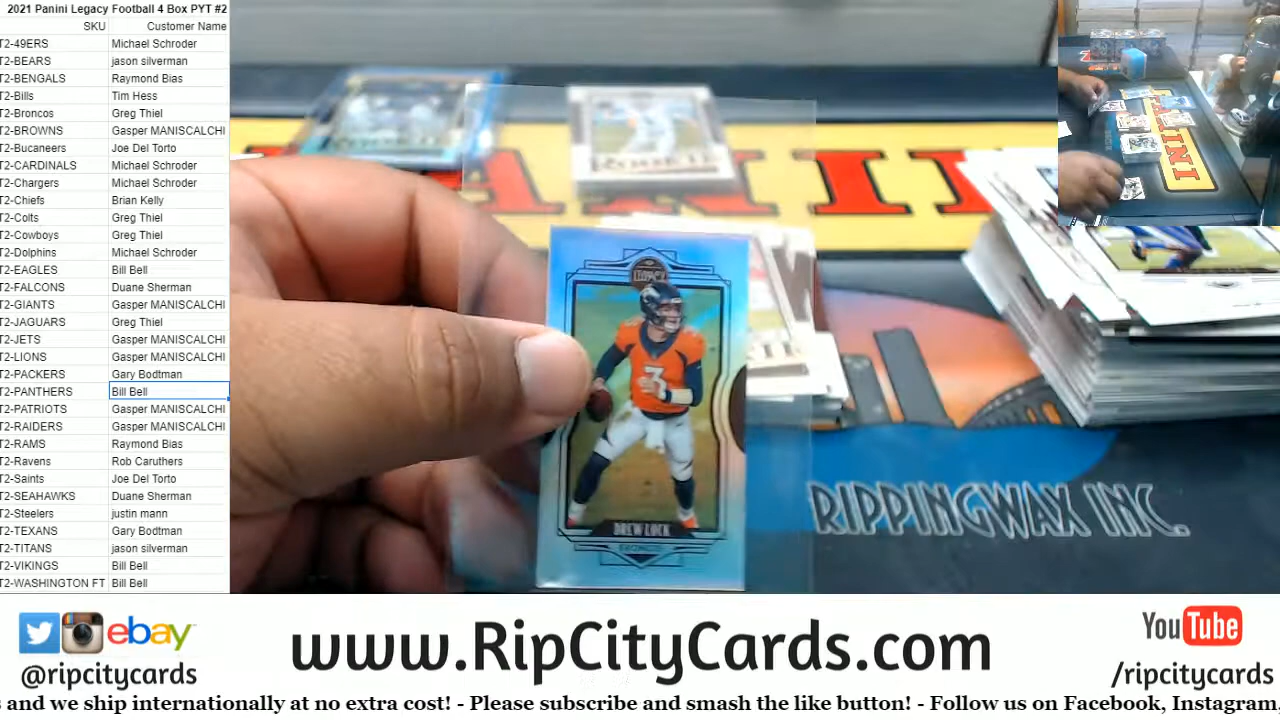 2021 Panini Legacy Football 4 Box PYT #2
SKU Customer Name
T2-49ERS Michael Schroder
T2-BEARS jason silverman
T2-BENGALS Raymond Bias
T2-Bills Tim Hess
T2-Broncos Greg Thiel
T2-BROWNS Gasper MANISCALCHI
T2-Bucaneers Joe Del Torto
T2-CARDINALS Michael Schroder
T2-Chargers Michael Schroder
T2-Chiefs Brian Kelly
T2-Colts Greg Thiel
T2-Cowboys Greg Thiel
T2-Dolphins Michael Schroder
T2-EAGLES Bill Bell
T2-FALCONS Duane Sherman
T2-GIANTS Gasper MANISCALCHI
T2-JAGUARS Greg Thiel
T2-JETS Gasper MANISCALCHI
T2-LIONS Gasper MANISCALCHI
T2-PACKERS Gary Bodtman
T2-PANTHERS Bill Bell
T2-PATRIOTS Gasper MANISCALCHI
T2-RAIDERS Gasper MANISCALCHI
T2-RAMS Raymond Bias
T2-Ravens Rob Caruthers
T2-Saints Joe Del Torto
T2-SEAHAWKS Duane Sherman
T2-Steelers justin mann
T2-TEXANS Gary Bodtman
T2-TITANS jason silverman
T2-VIKINGS Bill Bell
T2-WASHINGTON FT Bill Bell
ROOKIE
PANINI
LEGACY
3
DREW LOCK
BRONCOS
RIPPINGWAX INC.
ebay
@ripcitycards
www.RipCityCards.com
YouTube
/ripcitycards
s and we ship internationally at no extra cost! - Please subscribe and smash the like button! - Follow us on Facebook, Instagram,